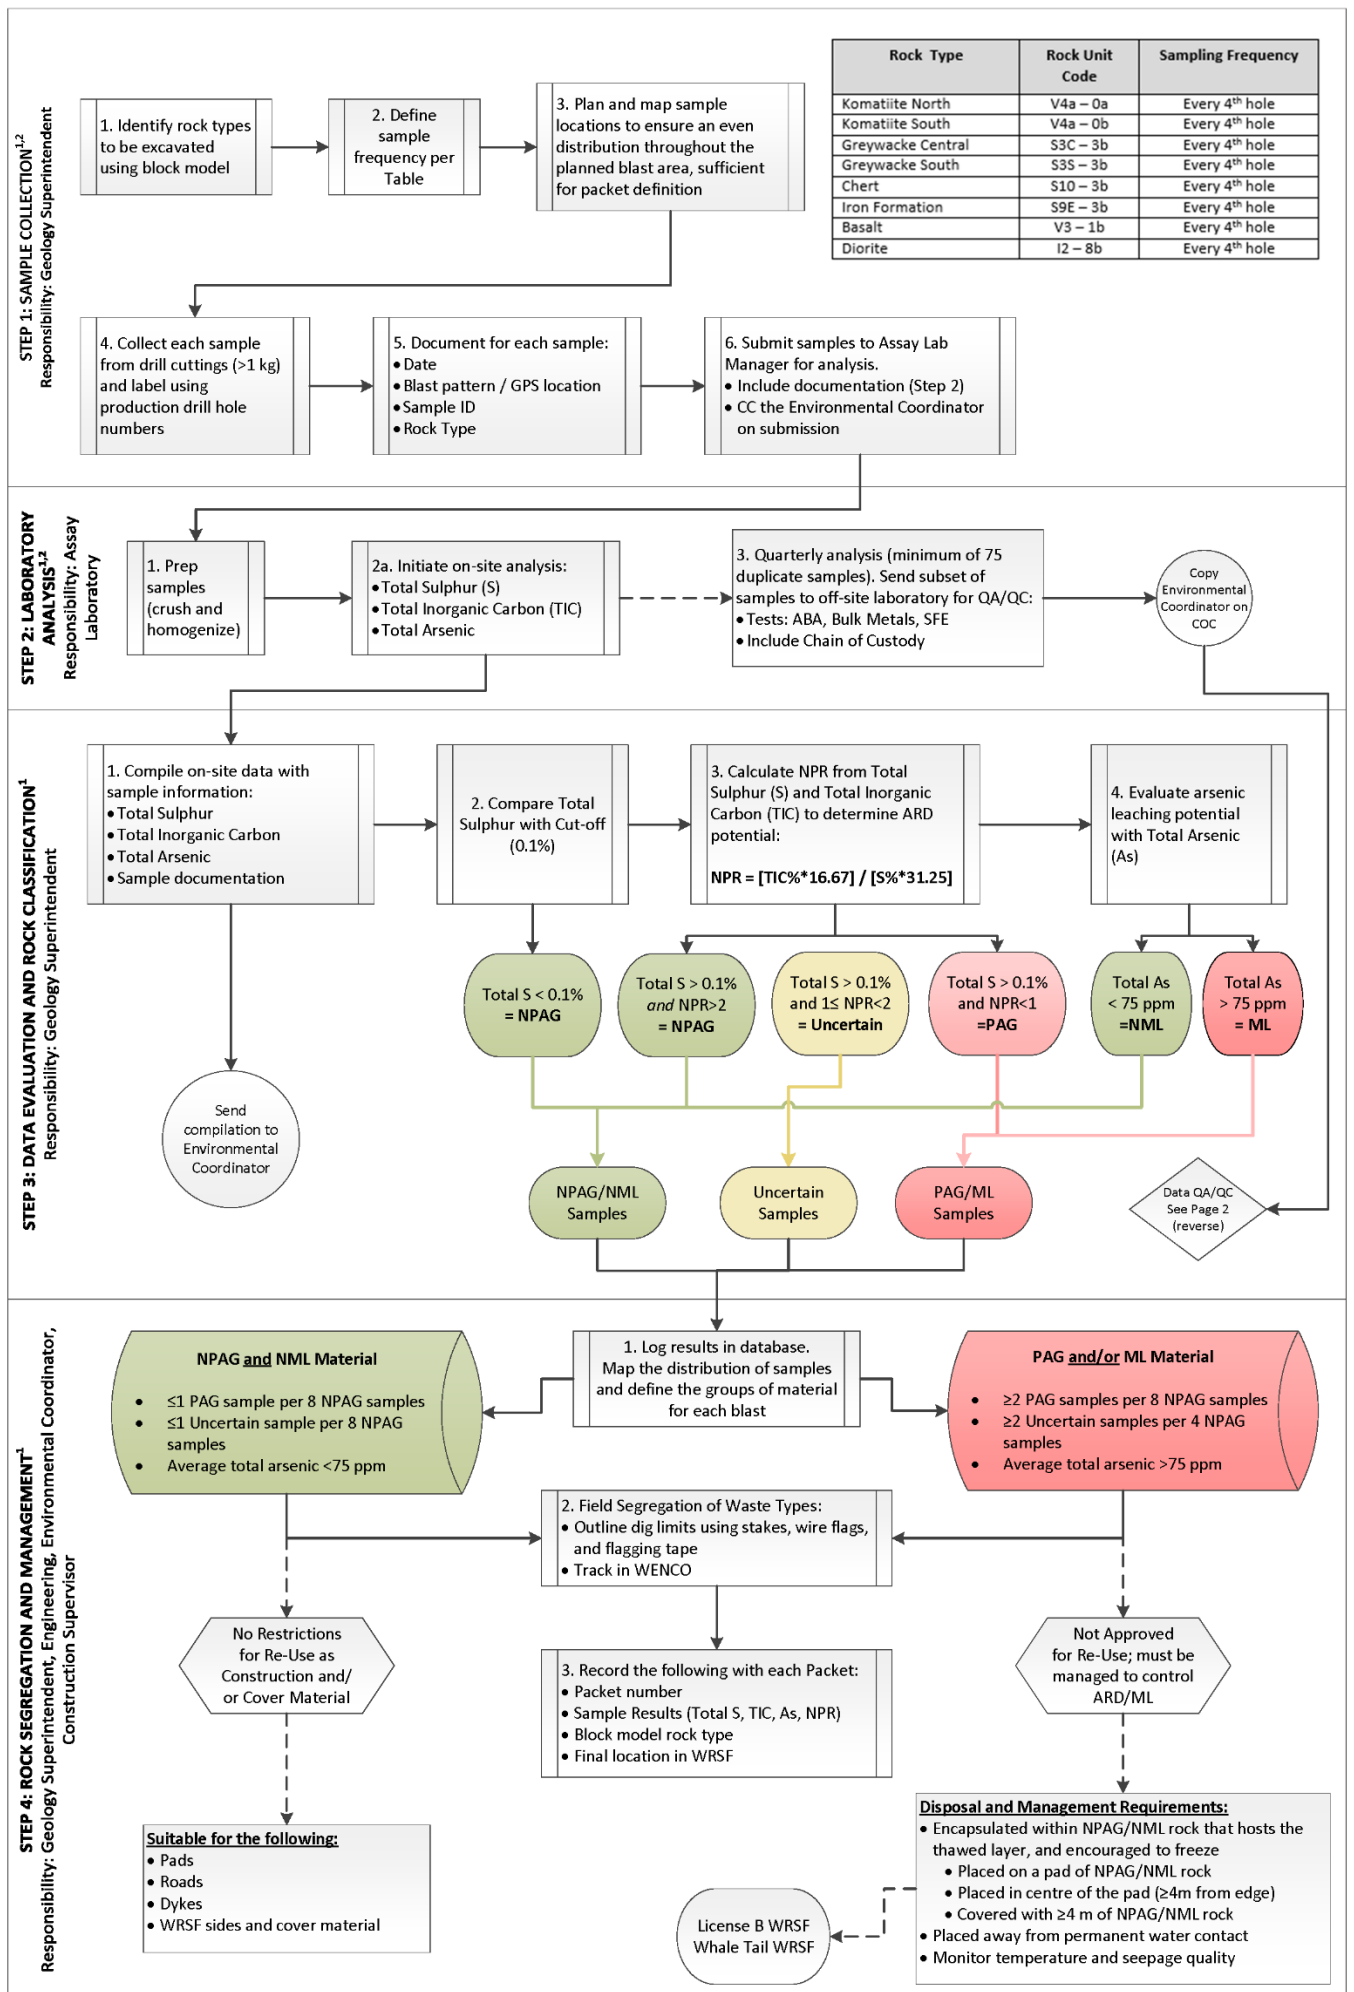 STEP 1: SAMPLE COLLECTION1,2
Responsibility: Geology Superintendent
1. Identify rock types
to be excavated
using block model
2. Define
sample
frequency per
Table
3. Plan and map sample
locations to ensure an even
distribution throughout the
planned blast area, sufficient
for packet definition
Rock Type Rock Unit Code Sampling Frequency
Komatiite North V4a – 0a Every 4th hole
Komatiite South V4a – 0b Every 4th hole
Greywacke Central S3C – 3b Every 4th hole
Greywacke South S3S – 3b Every 4th hole
Chert S10 – 3b Every 4th hole
Iron Formation S9E – 3b Every 4th hole
Basalt V3 – 1b Every 4th hole
Diorite I2 – 8b Every 4th hole
4. Collect each sample
from drill cuttings (>1 kg)
and label using
production drill hole
numbers
5. Document for each sample:
• Date
• Blast pattern / GPS location
• Sample ID
• Rock Type
6. Submit samples to Assay Lab
Manager for analysis.
• Include documentation (Step 2)
• CC the Environmental Coordinator
on submission
STEP 2: LABORATORY
ANALYSIS1,2
Responsibility: Assay
Laboratory
1. Prep
samples
(crush and
homogenize)
2a. Initiate on-site analysis:
• Total Sulphur (S)
• Total Inorganic Carbon (TIC)
• Total Arsenic
3. Quarterly analysis (minimum of 75
duplicate samples). Send subset of
samples to off-site laboratory for QA/QC:
• Tests: ABA, Bulk Metals, SFE
• Include Chain of Custody
Copy
Environmental
Coordinator on
COC
STEP 3: DATA EVALUATION AND ROCK CLASSIFICATION1
Responsibility: Geology Superintendent
1. Compile on-site data with
sample information:
• Total Sulphur
• Total Inorganic Carbon
• Total Arsenic
• Sample documentation
2. Compare Total
Sulphur with Cut-off
(0.1%)
3. Calculate NPR from Total
Sulphur (S) and Total Inorganic
Carbon (TIC) to determine ARD
potential:
NPR = [TIC%*16.67] / [S%*31.25]
4. Evaluate arsenic
leaching potential
with Total Arsenic
(As)
Total S < 0.1%
= NPAG
Total S > 0.1%
and NPR>2
= NPAG
Total S > 0.1%
and 1≤ NPR<2
= Uncertain
Total S > 0.1%
and NPR<1
=PAG
Total As
< 75 ppm
=NML
Total As
> 75 ppm
= ML
Send
compilation to
Environmental
Coordinator
NPAG/NML
Samples
Uncertain
Samples
PAG/ML
Samples
Data QA/QC
See Page 2
(reverse)
STEP 4: ROCK SEGREGATION AND MANAGEMENT1
Responsibility: Geology Superintendent, Engineering, Environmental Coordinator,
Construction Supervisor
NPAG and NML Material
• ≤1 PAG sample per 8 NPAG samples
• ≤1 Uncertain sample per 8 NPAG
samples
• Average total arsenic <75 ppm
1. Log results in database.
Map the distribution of samples
and define the groups of material
for each blast
PAG and/or ML Material
• ≥2 PAG samples per 8 NPAG samples
• ≥2 Uncertain samples per 4 NPAG
samples
• Average total arsenic >75 ppm
2. Field Segregation of Waste Types:
• Outline dig limits using stakes, wire flags,
and flagging tape
• Track in WENCO
No Restrictions
for Re-Use as
Construction and/
or Cover Material
3. Record the following with each Packet:
• Packet number
• Sample Results (Total S, TIC, As, NPR)
• Block model rock type
• Final location in WRSF
Not Approved
for Re-Use; must be
managed to control
ARD/ML
Suitable for the following:
• Pads
• Roads
• Dykes
• WRSF sides and cover material
License B WRSF
Whale Tail WRSF
Disposal and Management Requirements:
• Encapsulated within NPAG/NML rock that hosts the
thawed layer, and encouraged to freeze
• Placed on a pad of NPAG/NML rock
• Placed in centre of the pad (≥4m from edge)
• Covered with ≥4 m of NPAG/NML rock
• Placed away from permanent water contact
• Monitor temperature and seepage quality